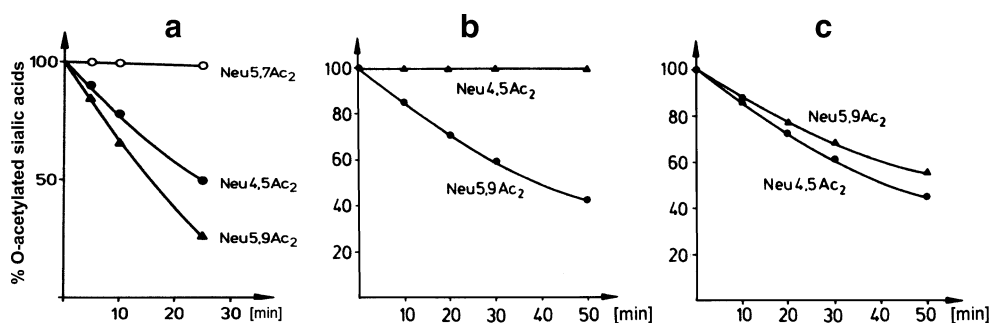 a
% O-acetylated sialic acids
100
50
10 20 30 [min]
Neu5,7Ac2
Neu4,5Ac2
Neu5,9Ac2
b
100
80
60
40
20
10 20 30 40 50 [min]
Neu4,5Ac2
Neu5,9Ac2
c
100
80
60
40
20
10 20 30 40 50 [min]
Neu5,9Ac2
Neu4,5Ac2